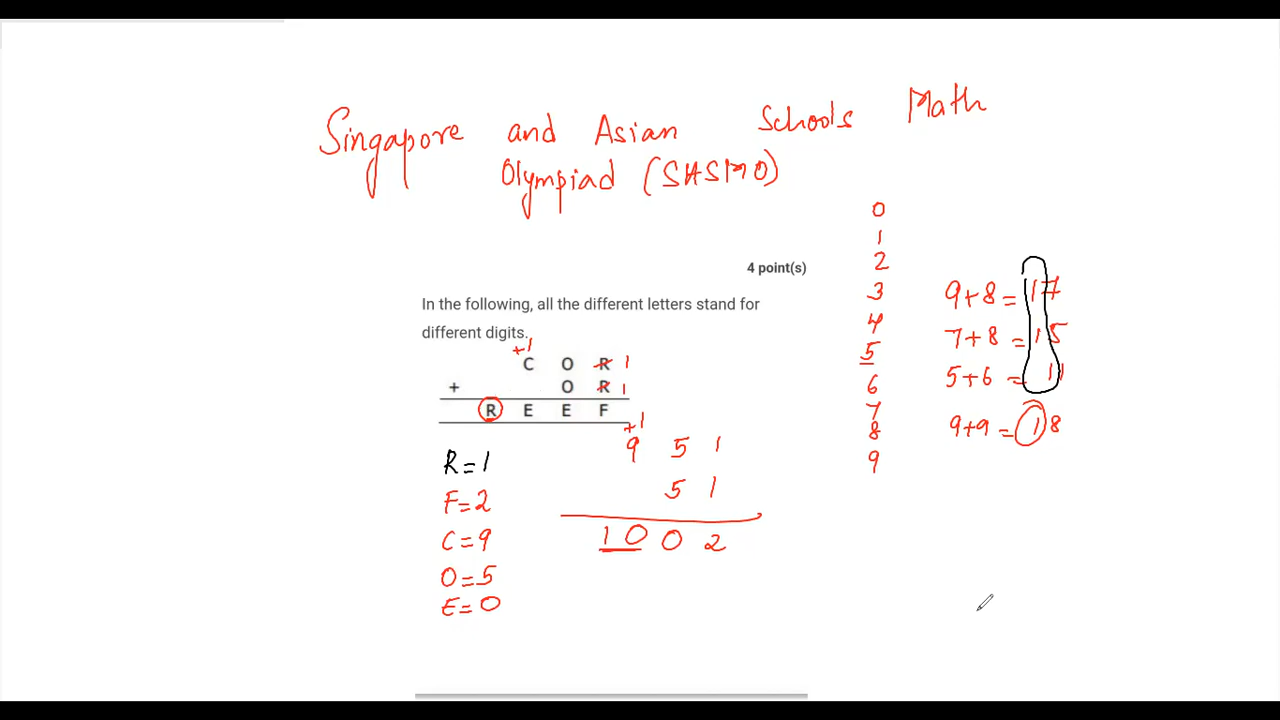 Singapore and Asian Schools Math
Olympiad (SASMO)
4 point(s)
In the following, all the different letters stand for
different digits.
+1
C O R 1
+ O R 1
R E E F
+1
9 5 1
5 1
1 0 0 2
R=1
F=2
C=9
O=5
E=0
0
1
2
3
4
5
6
7
8
9
9+8=17
7+8=15
5+6=11
9+9=18